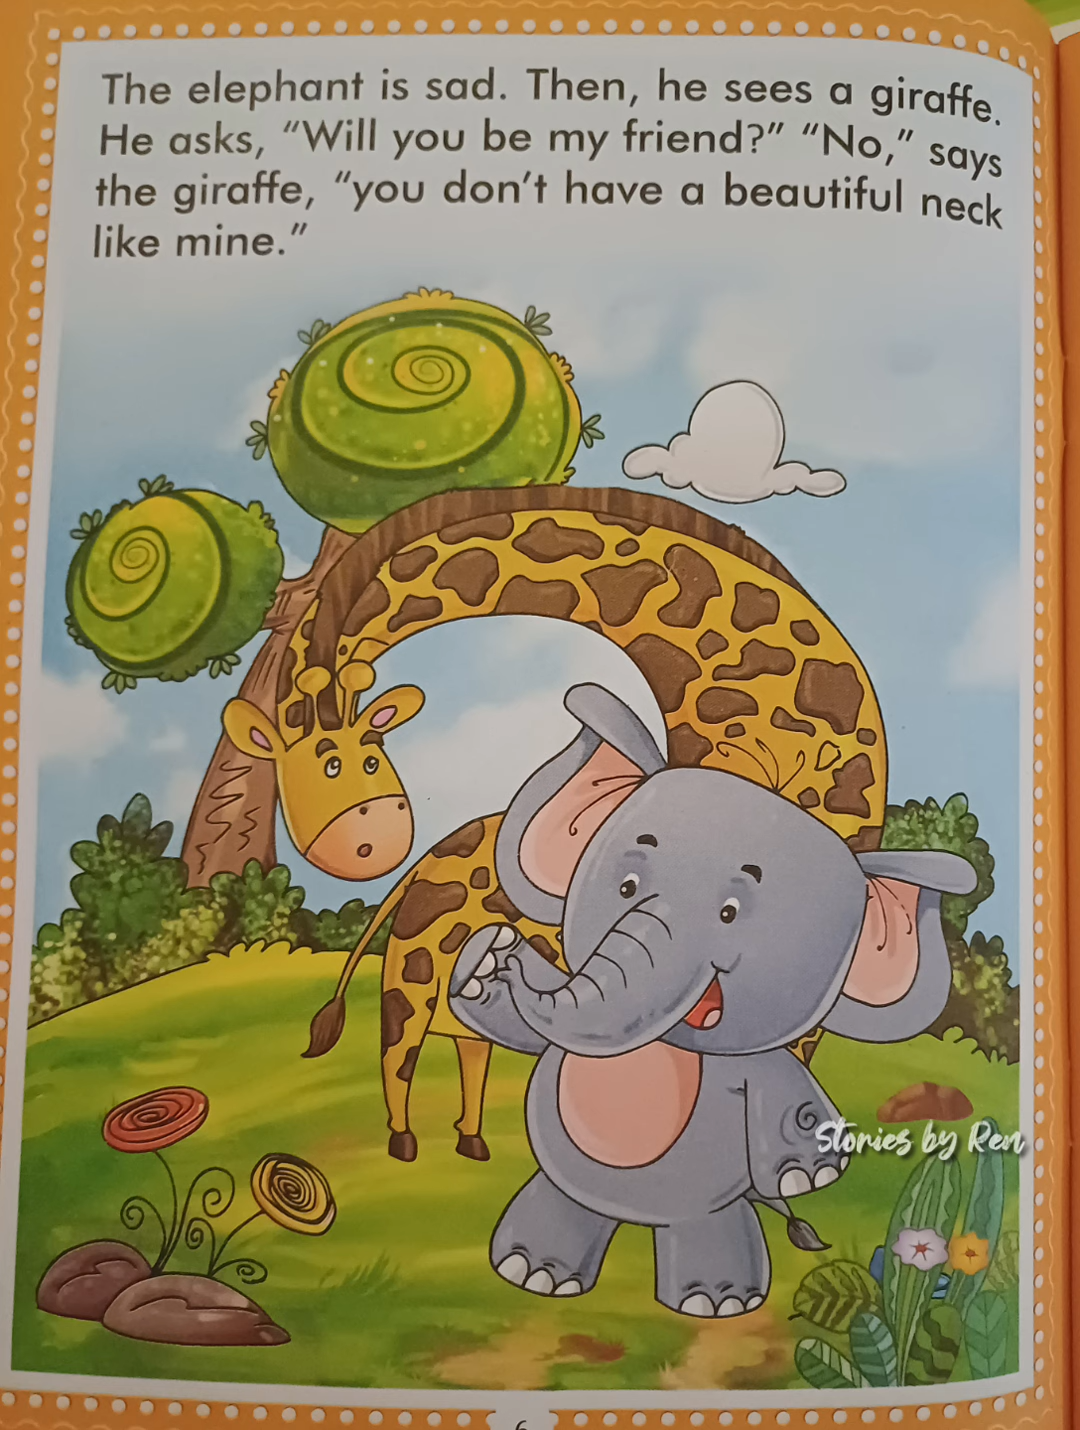 The elephant is sad. Then, he sees a giraffe.
He asks, “Will you be my friend?” “No,” says
the giraffe, “you don’t have a beautiful neck
like mine.”
Stories by Ren
6